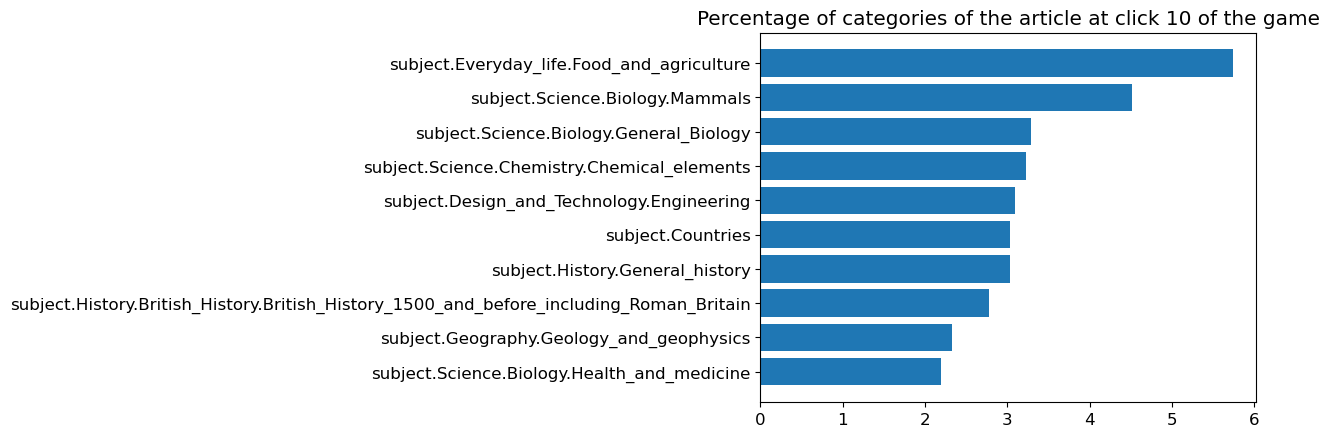 Percentage of categories of the article at click 10 of the game
subject.Everyday_life.Food_and_agriculture
subject.Science.Biology.Mammals
subject.Science.Biology.General_Biology
subject.Science.Chemistry.Chemical_elements
subject.Design_and_Technology.Engineering
subject.Countries
subject.History.General_history
subject.History.British_History.British_History_1500_and_before_including_Roman_Britain
subject.Geography.Geology_and_geophysics
subject.Science.Biology.Health_and_medicine
0 1 2 3 4 5 6